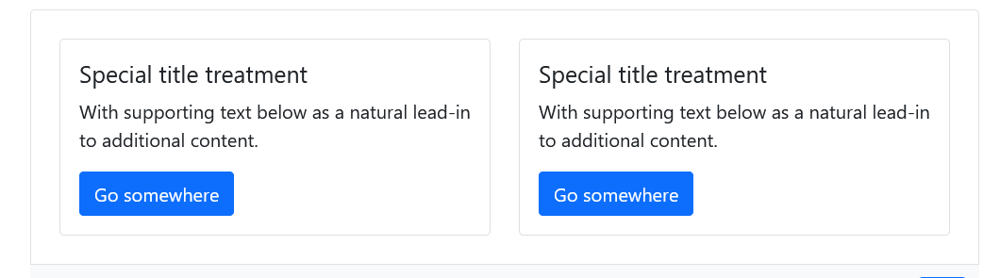 Special title treatment
With supporting text below as a natural lead-in
to additional content.
Go somewhere
Special title treatment
With supporting text below as a natural lead-in
to additional content.
Go somewhere